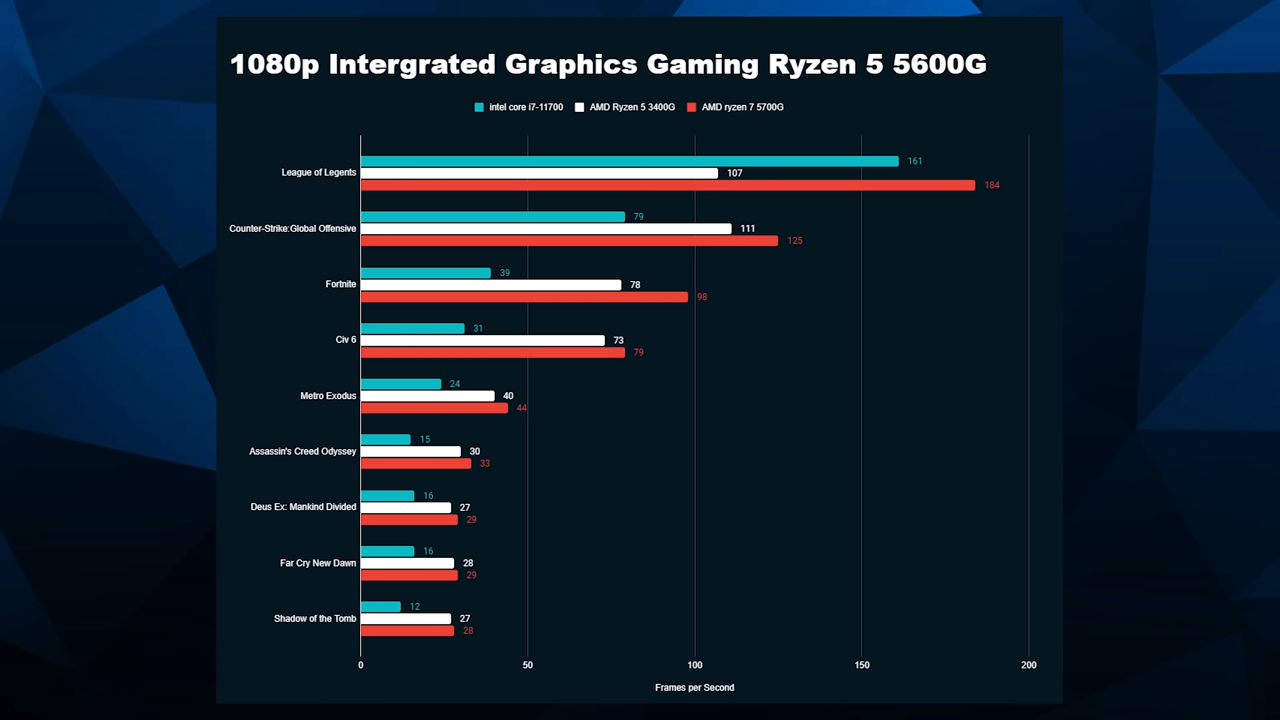 1080p Intergrated Graphics Gaming Ryzen 5 5600G
intel core i7-11700 AMD Ryzen 5 3400G AMD ryzen 7 5700G
League of Legents
161
107
184
Counter-Strike:Global Offensive
79
111
125
Fortnite
39
78
98
Civ 6
31
73
79
Metro Exodus
24
40
44
Assassin's Creed Odyssey
15
30
33
Deus Ex: Mankind Divided
16
27
29
Far Cry New Dawn
16
28
29
Shadow of the Tomb
12
27
28
0 50 100 150 200
Frames per Second